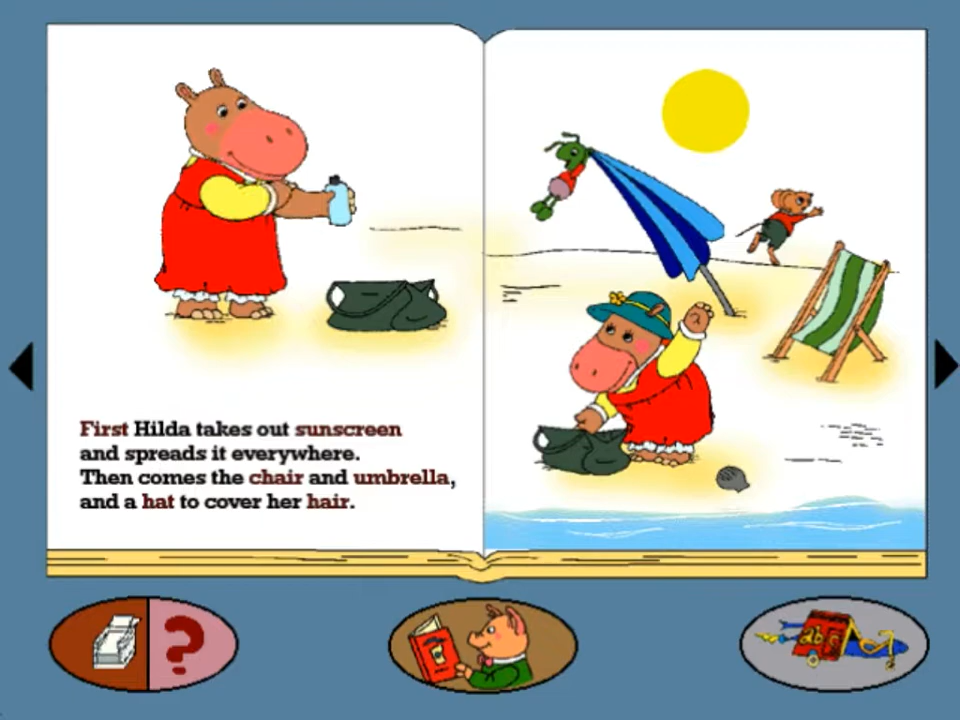 First Hilda takes out sunscreen
and spreads it everywhere.
Then comes the chair and umbrella,
and a hat to cover her hair.
?
abc